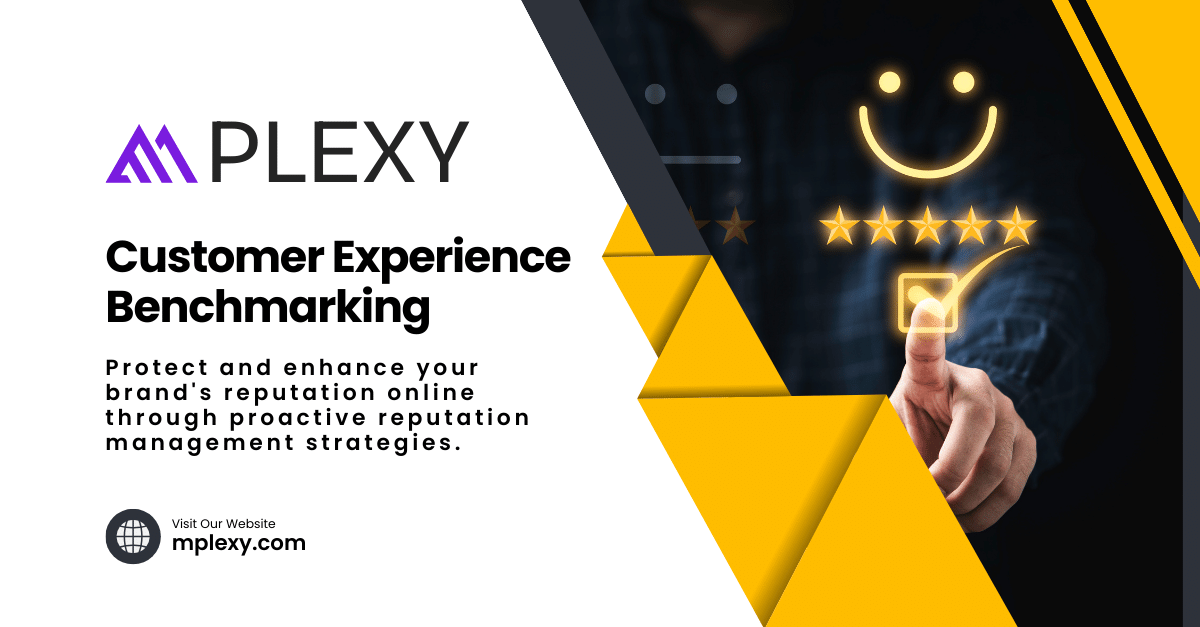 MPLEXY
Customer Experience
Benchmarking
Protect and enhance your
brand's reputation online
through proactive reputation
management strategies.
Visit Our Website
mplexy.com